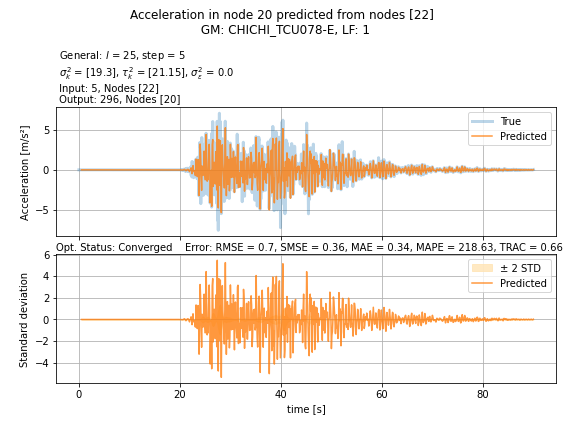 Acceleration in node 20 predicted from nodes [22]
GM: CHICHI_TCU078-E, LF: 1
General: l = 25, step = 5
σ²ₖ = [19.3], τ²ₖ = [21.15], σ²ε = 0.0
Input: 5, Nodes [22]
Output: 296, Nodes [20]
True
Predicted
5
0
−5
Acceleration [m/s²]
Opt. Status: Converged Error: RMSE = 0.7, SMSE = 0.36, MAE = 0.34, MAPE = 218.63, TRAC = 0.66
± 2 STD
Predicted
6
4
2
0
−2
−4
Standard deviation
0 20 40 60 80
time [s]